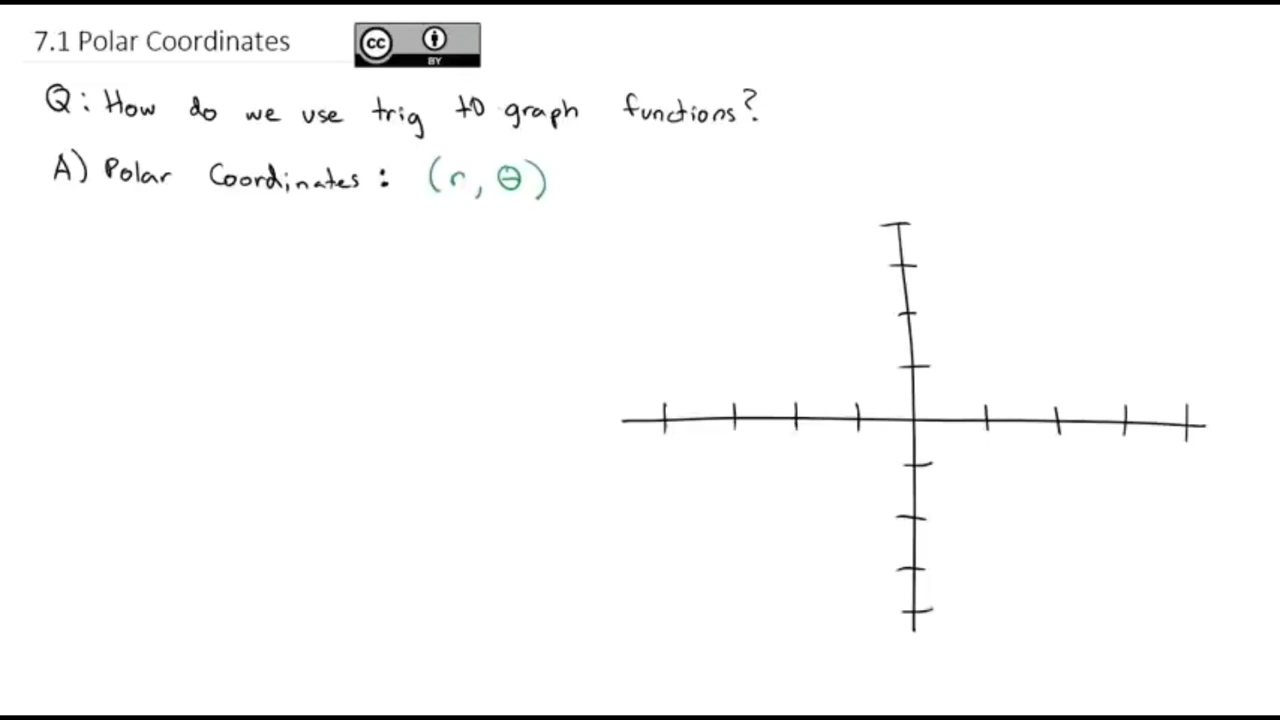 7.1 Polar Coordinates
cc BY
Q: How do we use trig to graph functions?
A) Polar Coordinates: (r, θ)